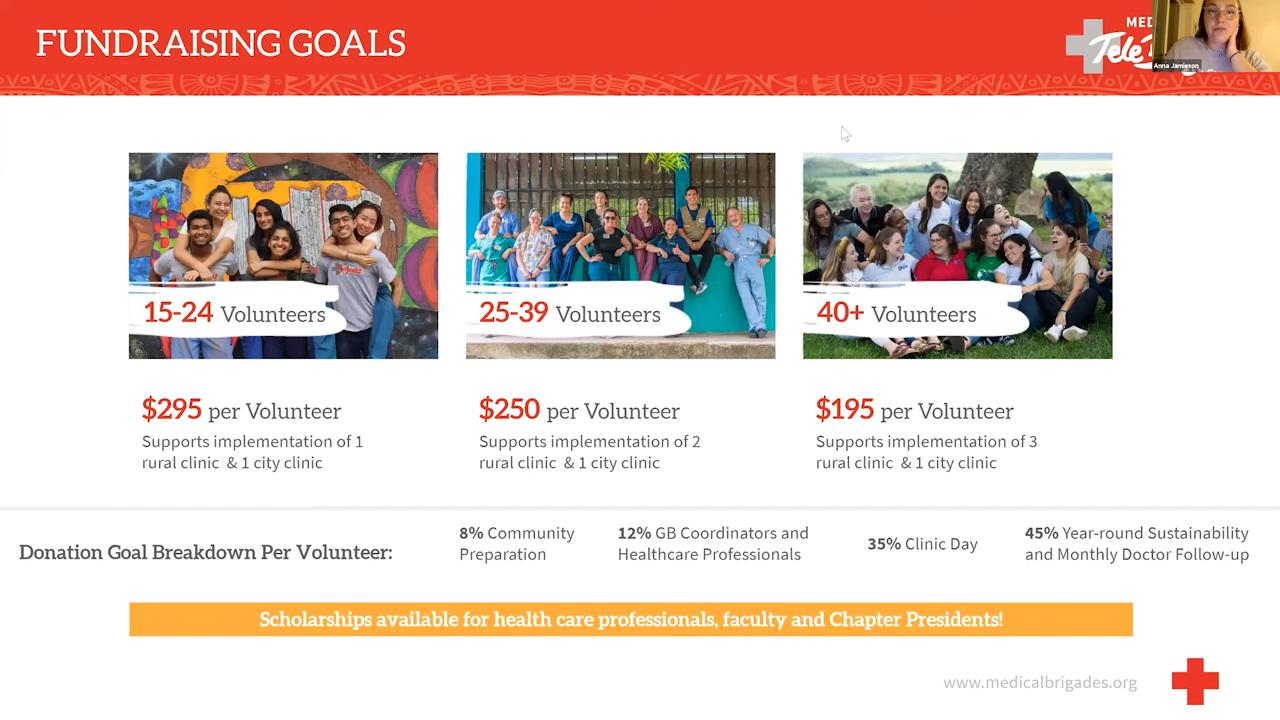 FUNDRAISING GOALS
MED
Tele
Anna Jamieson
15-24 Volunteers
25-39 Volunteers
40+ Volunteers
$295 per Volunteer
Supports implementation of 1
rural clinic & 1 city clinic
$250 per Volunteer
Supports implementation of 2
rural clinic & 1 city clinic
$195 per Volunteer
Supports implementation of 3
rural clinic & 1 city clinic
Donation Goal Breakdown Per Volunteer:
8% Community
Preparation
12% GB Coordinators and
Healthcare Professionals
35% Clinic Day
45% Year-round Sustainability
and Monthly Doctor Follow-up
Scholarships available for health care professionals, faculty and Chapter Presidents!
www.medicalbrigades.org